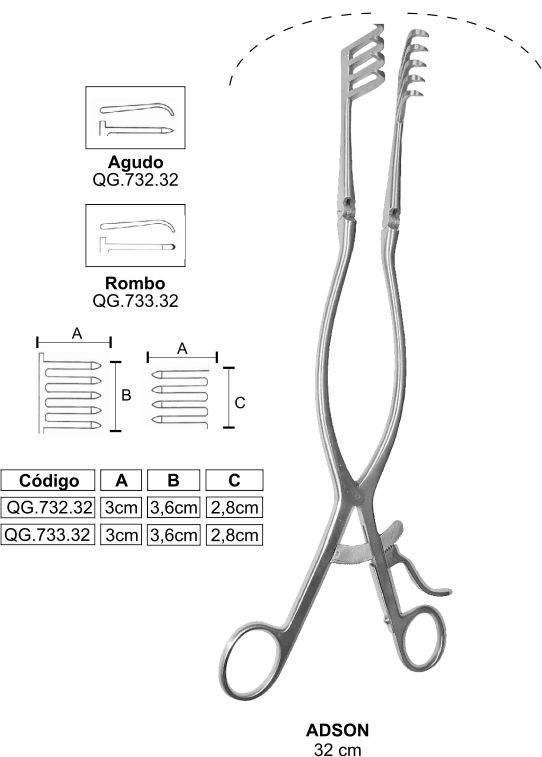 Agudo
QG.732.32
Rombo
QG.733.32
A
B
A
C
Código A B C
QG.732.32 3cm 3,6cm 2,8cm
QG.733.32 3cm 3,6cm 2,8cm
ADSON
32 cm